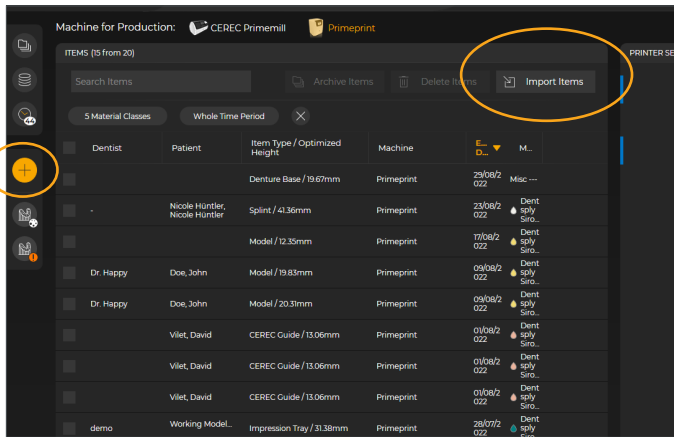 Machine for Production: CEREC Primemill Primeprint
ITEMS (15 from 20)
PRINTER SE
Search Items
Archive Items
Delete Items
Import Items
44
5 Material Classes
Whole Time Period
Dentist Patient Item Type / Optimized Height Machine E... D... M...
Denture Base / 19.67mm Primeprint 29/08/2022 Misc ---
- Nicole Hüntler, Nicole Hüntler Splint / 41.36mm Primeprint 23/08/2022 Dentsply Siro...
Model / 12.35mm Primeprint 17/08/2022 Dentsply Siro...
Dr. Happy Doe, John Model / 19.83mm Primeprint 09/08/2022 Dentsply Siro...
Dr. Happy Doe, John Model / 20.31mm Primeprint 09/08/2022 Dentsply Siro...
Vilet, David CEREC Guide / 13.06mm Primeprint 01/08/2022 Dentsply Siro...
Vilet, David CEREC Guide / 13.06mm Primeprint 01/08/2022 Dentsply Siro...
Vilet, David CEREC Guide / 13.06mm Primeprint 01/08/2022 Dentsply Siro...
demo Working Model... Impression Tray / 31.38mm Primeprint 28/07/2022 Dentsply Siro...